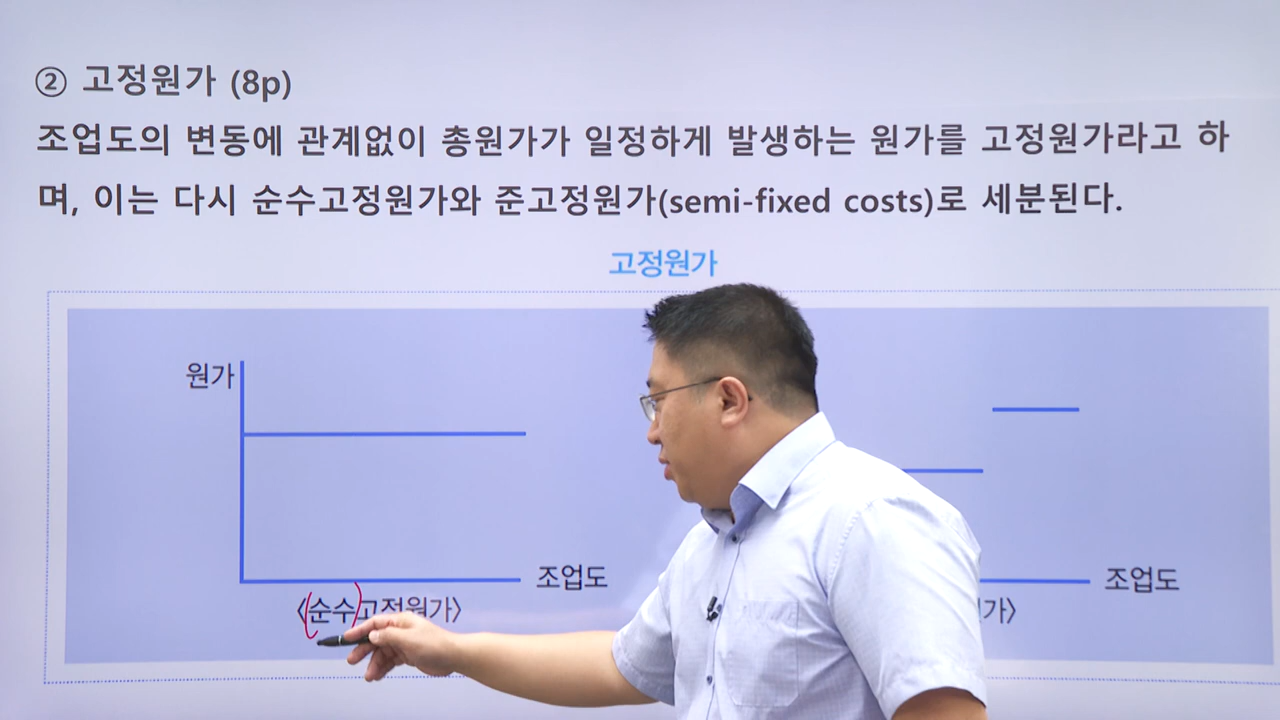 ② 고정원가 (8p)
조업도의 변동에 관계없이 총원가가 일정하게 발생하는 원가를 고정원가라고 하
며, 이는 다시 순수고정원가와 준고정원가(semi-fixed costs)로 세분된다.
고정원가
원가
조업도
조업도
〈순수고정원가〉
가〉